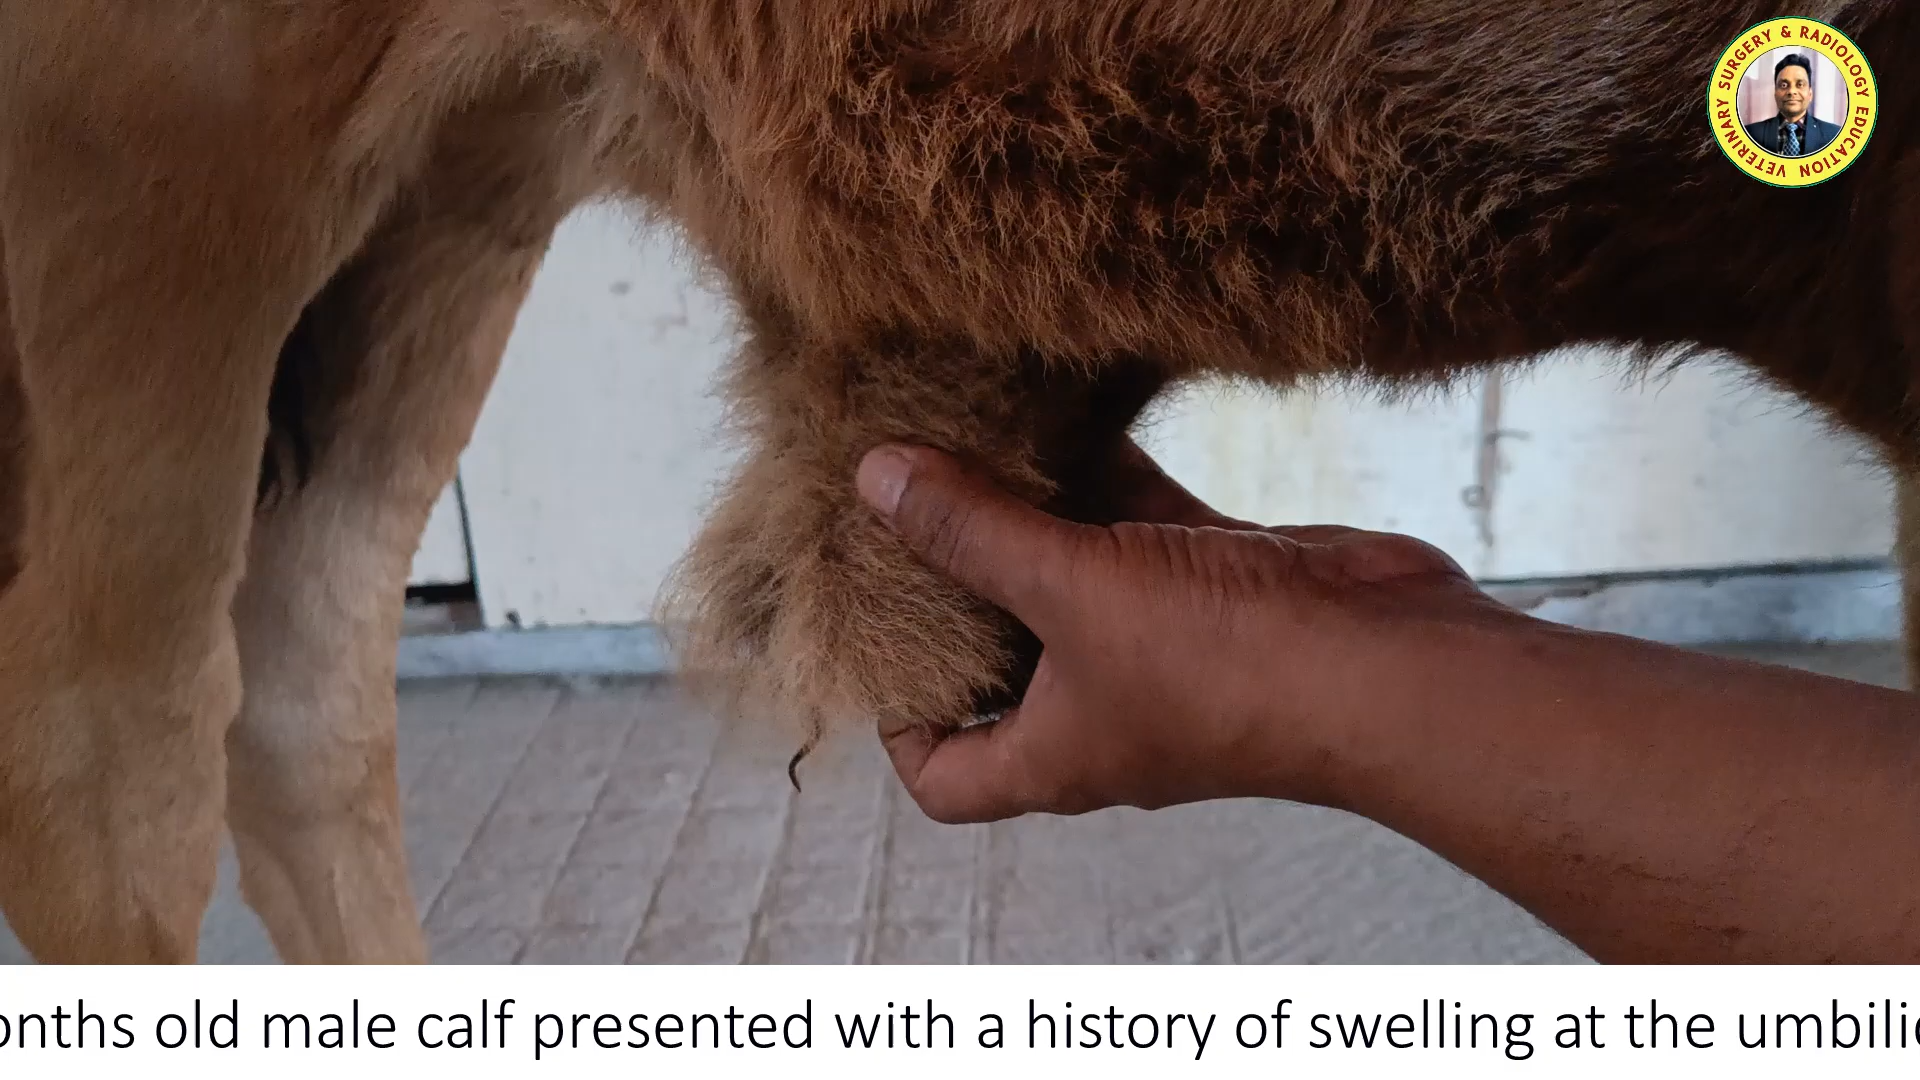 VETERINARY SURGERY & RADIOLOGY EDUCATION
onths old male calf presented with a history of swelling at the umbilic